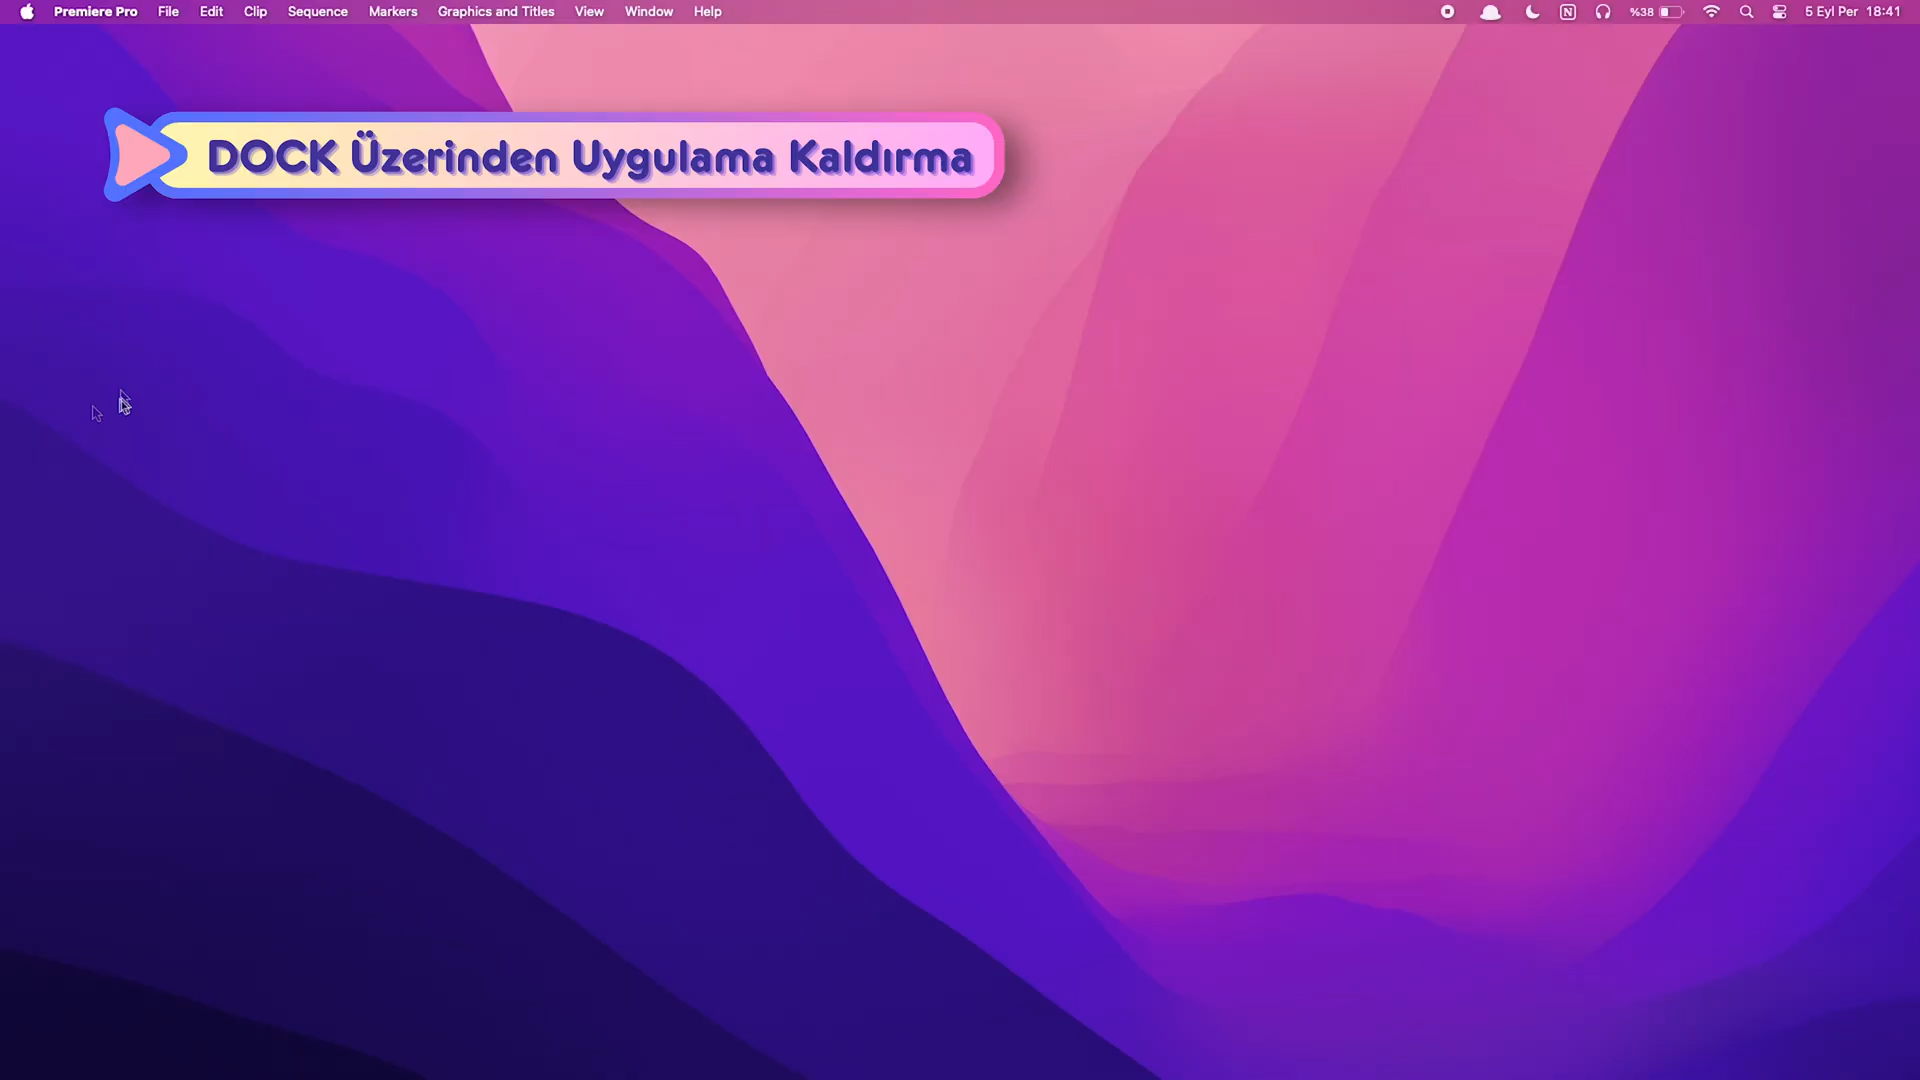 Premiere Pro File Edit Clip Sequence Markers Graphics and Titles View Window Help N %38 5 Eyl Per 18:41
DOCK Üzerinden Uygulama Kaldırma